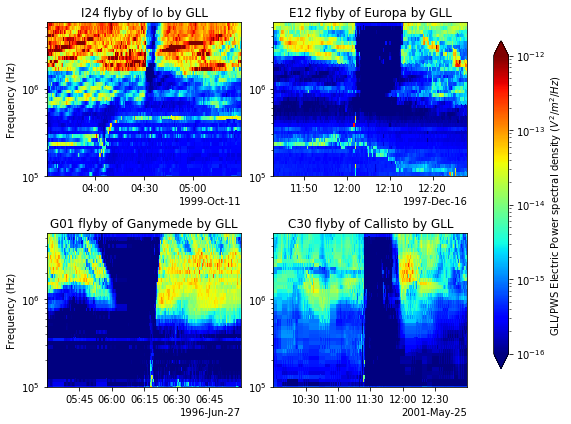 I24 flyby of Io by GLL
E12 flyby of Europa by GLL
Frequency (Hz)
10⁶
10⁵
04:00 04:30 05:00
1999-Oct-11
10⁶
10⁵
11:50 12:00 12:10 12:20
1997-Dec-16
G01 flyby of Ganymede by GLL
C30 flyby of Callisto by GLL
Frequency (Hz)
10⁶
10⁵
05:45 06:00 06:15 06:30 06:45
1996-Jun-27
10⁶
10⁵
10:30 11:00 11:30 12:00 12:30
2001-May-25
10⁻¹²
10⁻¹³
10⁻¹⁴
10⁻¹⁵
10⁻¹⁶
GLL/PWS Electric Power spectral density (V²/m²/Hz)